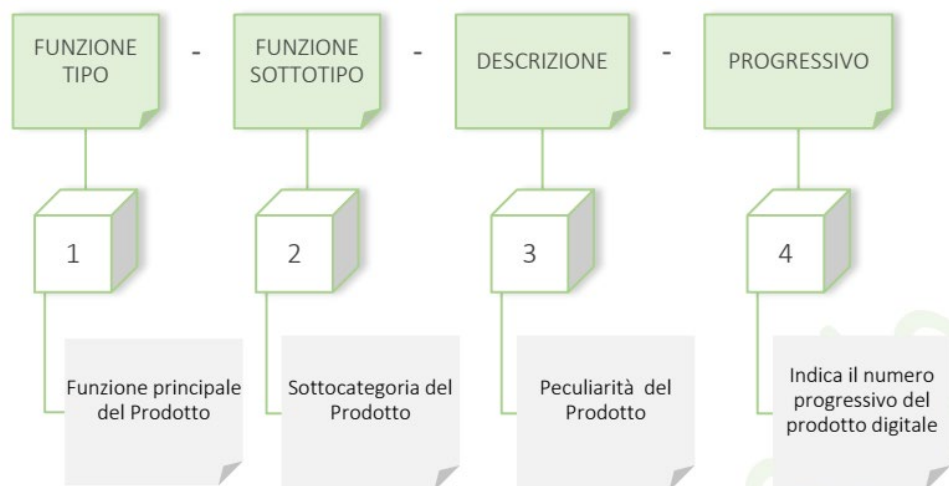 FUNZIONE
TIPO
-
FUNZIONE
SOTTOTIPO
-
DESCRIZIONE
-
PROGRESSIVO
1
2
3
4
Funzione principale
del Prodotto
Sottocategoria del
Prodotto
Peculiarità del
Prodotto
Indica il numero
progressivo del
prodotto digitale